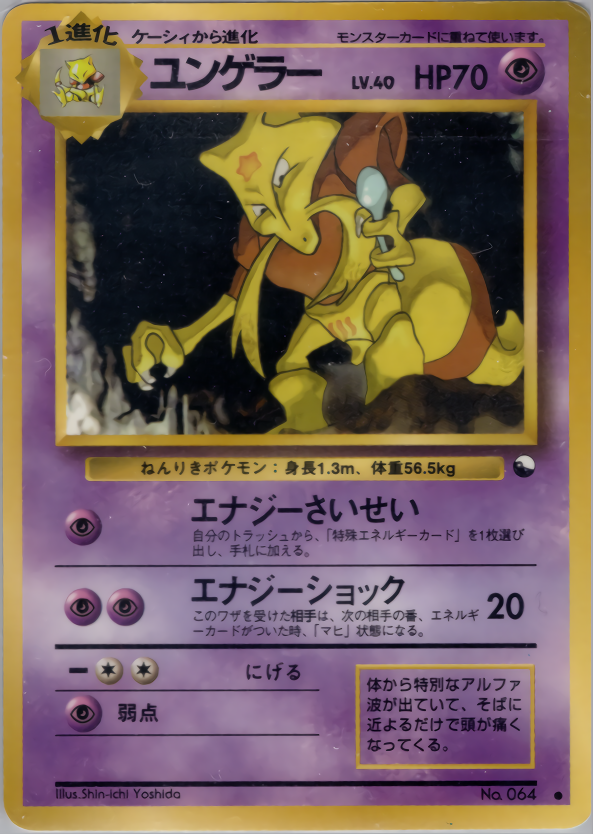 1進化
ケーシィから進化
モンスターカードに重ねて使います。
ユンゲラー LV.40 HP70
ねんりきポケモン：身長1.3m、体重56.5kg
エナジーさいせい
自分のトラッシュから、「特殊エネルギーカード」を1枚選び
出し、手札に加える。
エナジーショック
このワザを受けた相手は、次の相手の番、エネルギ
ーカードがついた時、「マヒ」状態になる。
20
にげる
弱点
体から特別なアルファ
波が出ていて、そばに
近よるだけで頭が痛く
なってくる。
Illus.Shin-ichi Yoshida
No. 064